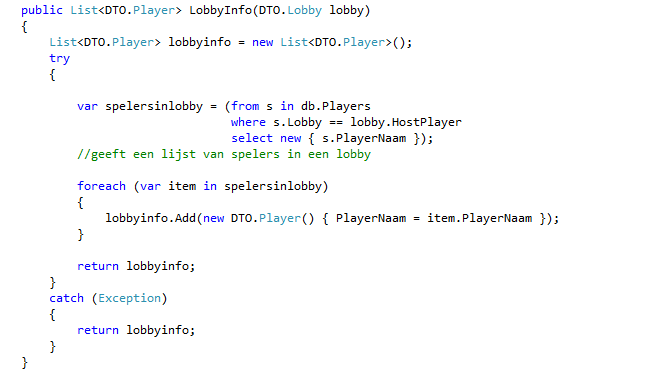 public List<DTO.Player> LobbyInfo(DTO.Lobby lobby)
{
List<DTO.Player> lobbyinfo = new List<DTO.Player>();
try
{
var spelersinlobby = (from s in db.Players
where s.Lobby == lobby.HostPlayer
select new { s.PlayerNaam });
//geeft een lijst van spelers in een lobby
foreach (var item in spelersinlobby)
{
lobbyinfo.Add(new DTO.Player() { PlayerNaam = item.PlayerNaam });
}
return lobbyinfo;
}
catch (Exception)
{
return lobbyinfo;
}
}